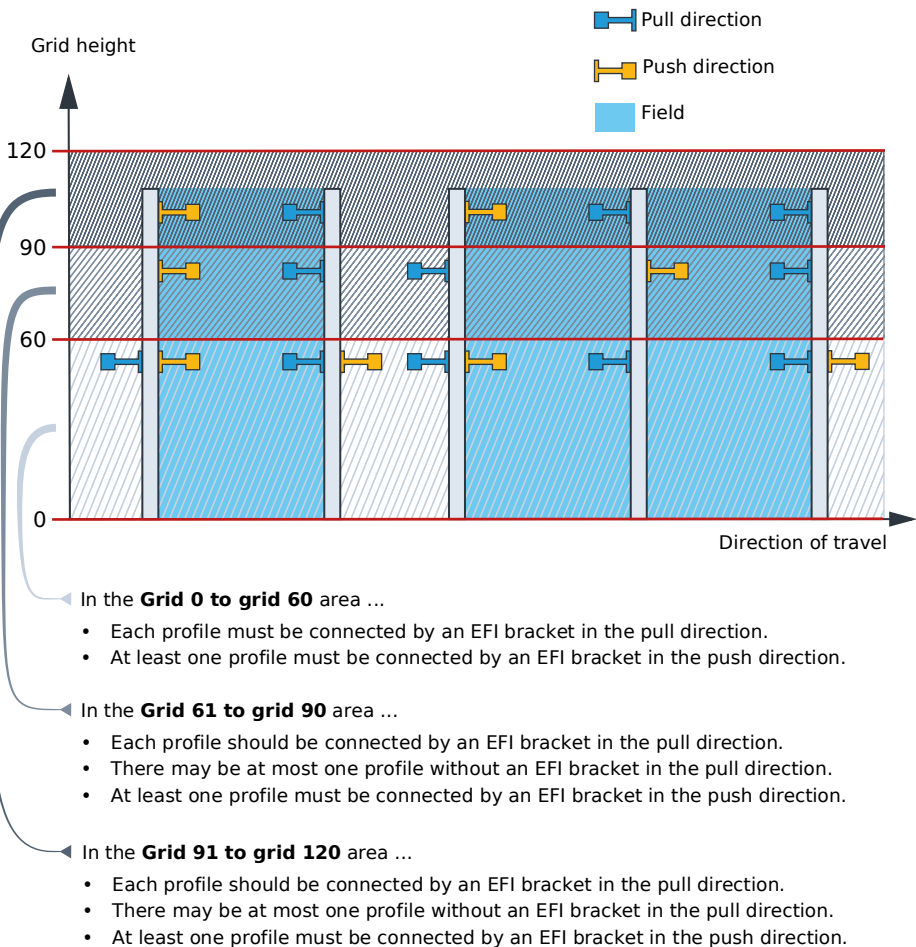 Pull direction
Grid height
Push direction
Field
120
90
60
0
Direction of travel
In the Grid 0 to grid 60 area ...
• Each profile must be connected by an EFI bracket in the pull direction.
• At least one profile must be connected by an EFI bracket in the push direction.
In the Grid 61 to grid 90 area ...
• Each profile should be connected by an EFI bracket in the pull direction.
• There may be at most one profile without an EFI bracket in the pull direction.
• At least one profile must be connected by an EFI bracket in the push direction.
In the Grid 91 to grid 120 area ...
• Each profile should be connected by an EFI bracket in the pull direction.
• There may be at most one profile without an EFI bracket in the pull direction.
• At least one profile must be connected by an EFI bracket in the push direction.